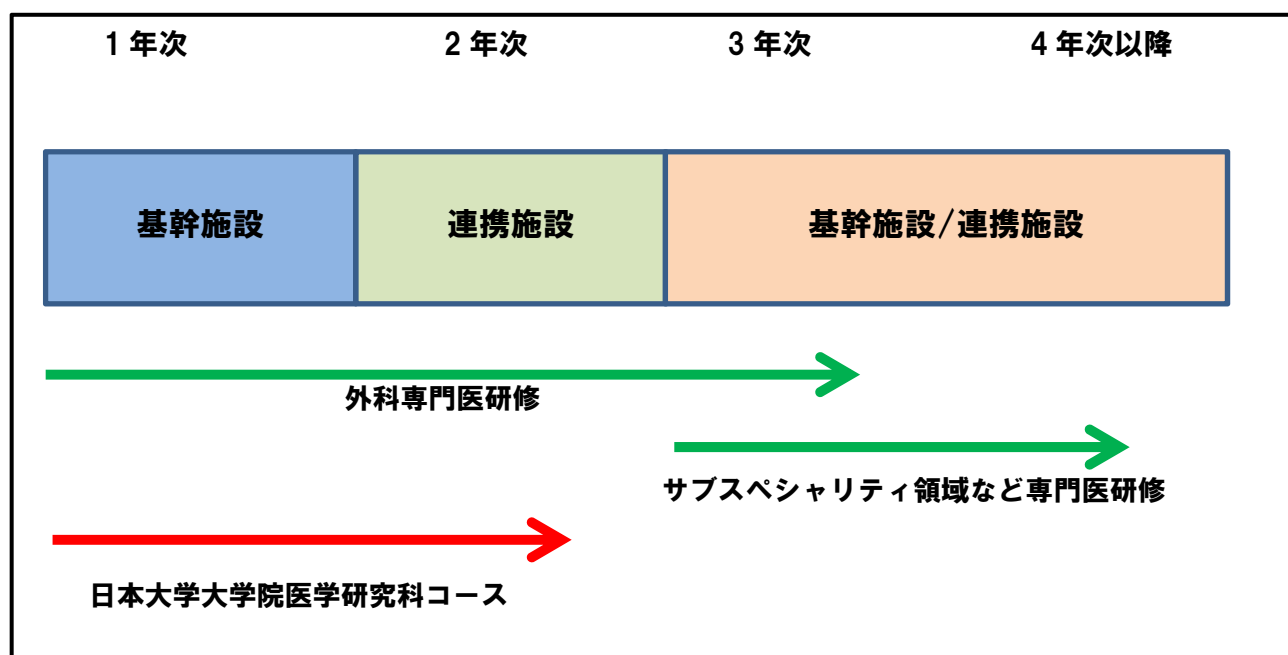 1年次 2年次 3年次 4年次以降
基幹施設 連携施設 基幹施設/連携施設
外科専門医研修
サブスペシャリティ領域など専門医研修
日本大学大学院医学研究科コース